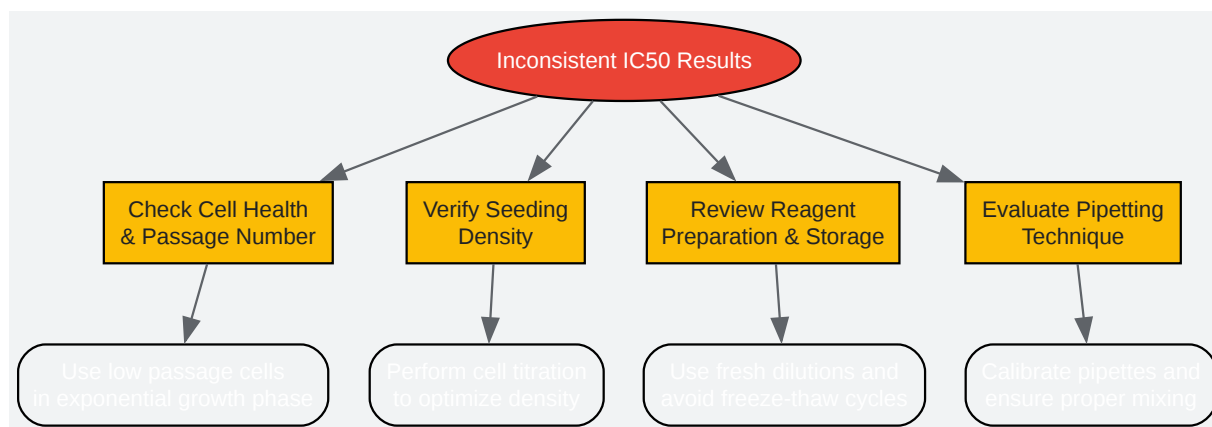 Inconsistent IC50 Results
Check Cell Health
& Passage Number
Verify Seeding
Density
Review Reagent
Preparation & Storage
Evaluate Pipetting
Technique
Use low passage cells
in exponential growth phase
Perform cell titration
to optimize density
Use fresh dilutions and
avoid freeze-thaw cycles
Calibrate pipettes and
ensure proper mixing